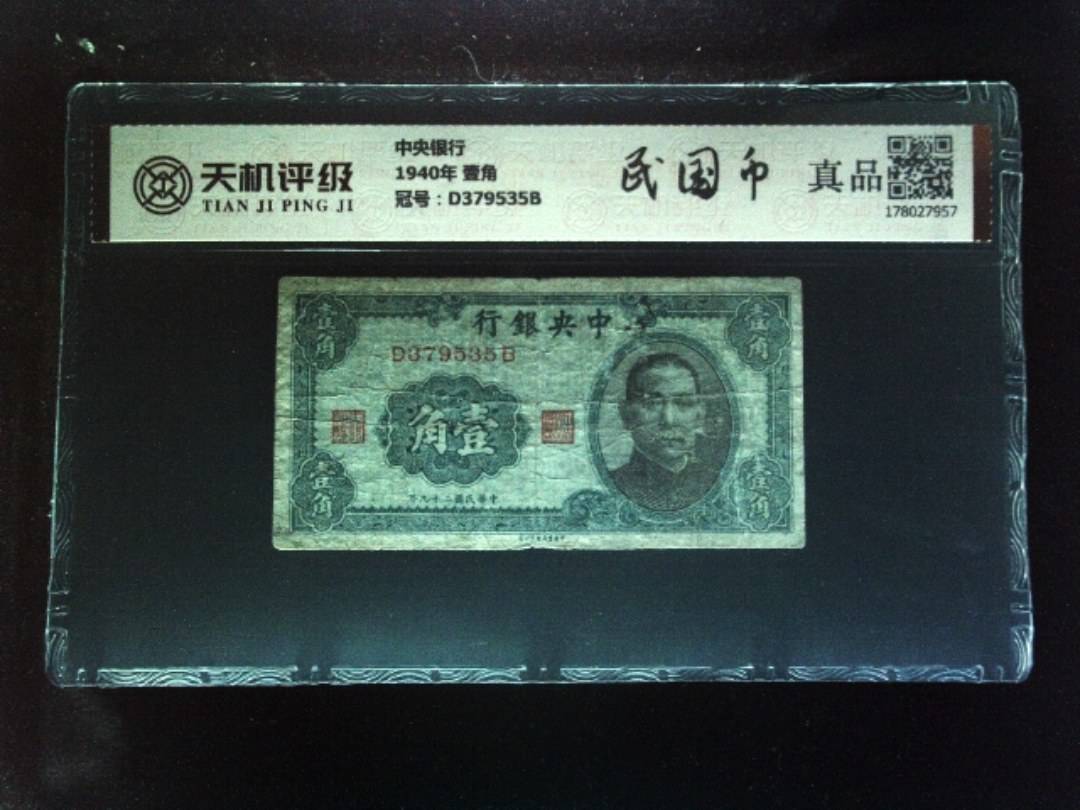 天机评级
TIAN JI PING JI
中央银行
1940年 壹角
冠号：D379535B
民国币
真品
178027957
行銀央中
D379535B
壹角
壹角
角壹
壹角
壹角
年九十二國民華中